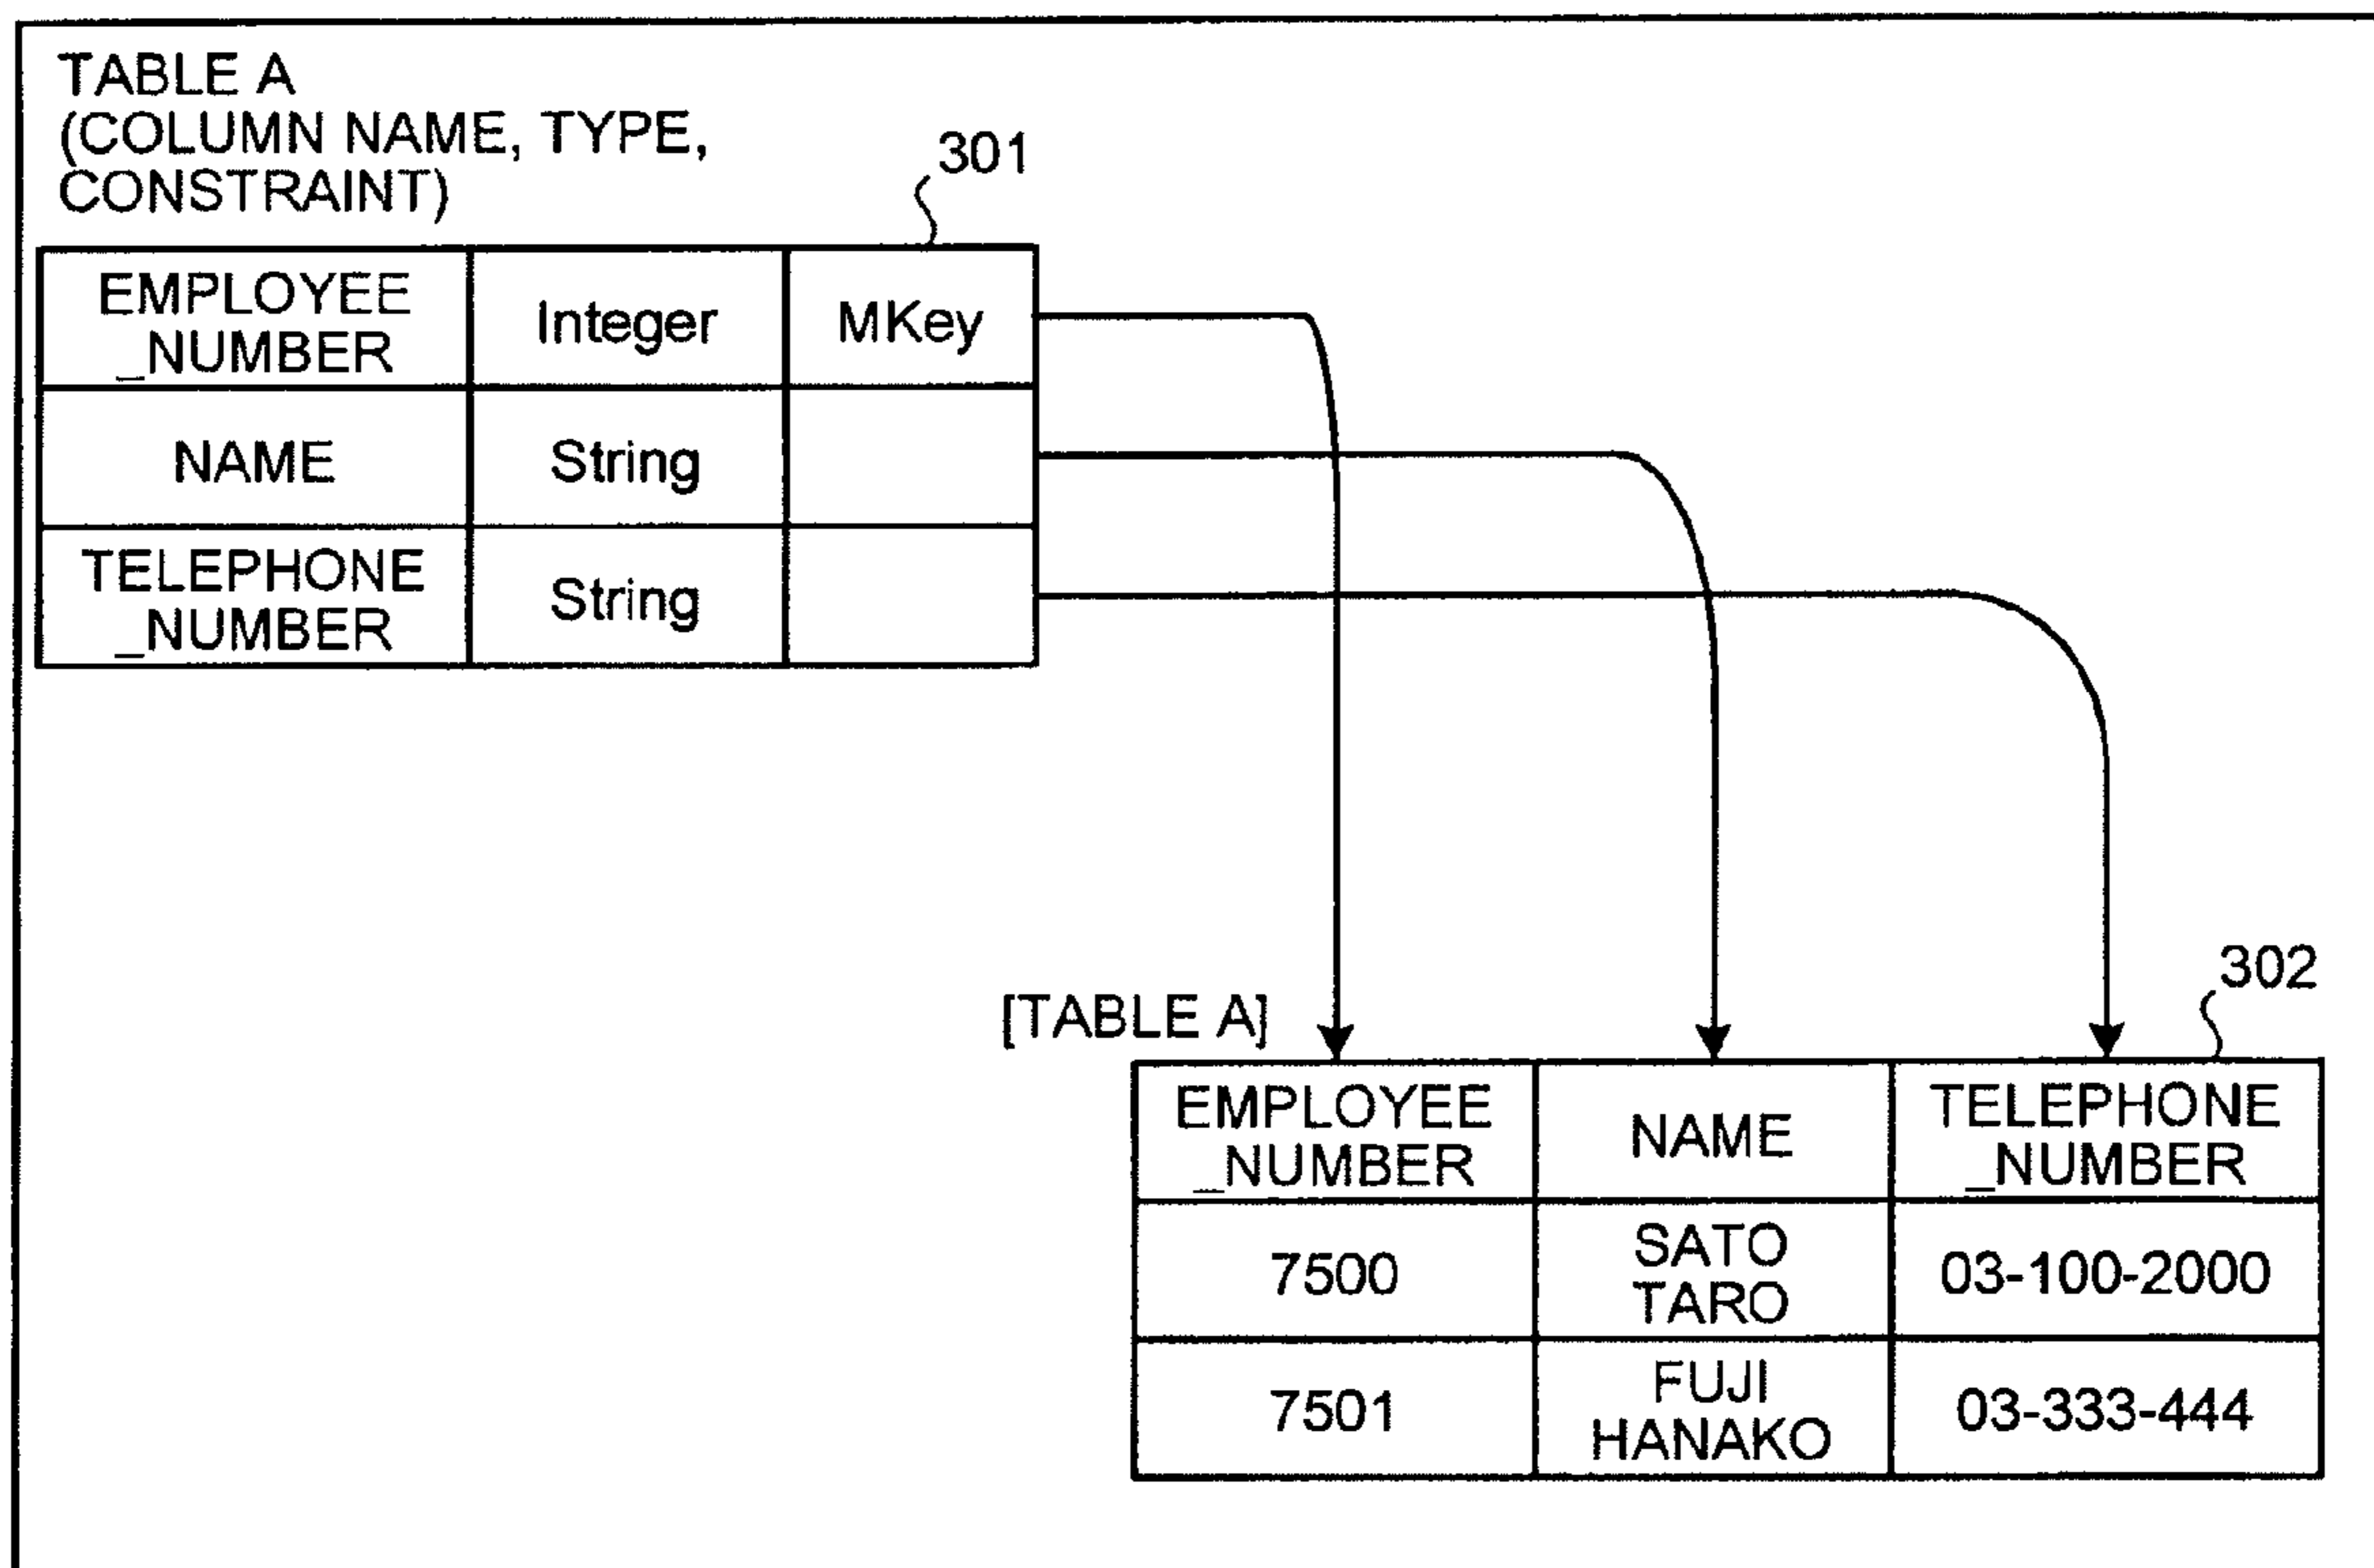 TABLE A
(COLUMN NAME, TYPE,
CONSTRAINT)
301
EMPLOYEE
_NUMBER
Integer
MKey
NAME
String
TELEPHONE
_NUMBER
String
302
[TABLE A]
EMPLOYEE
_NUMBER
NAME
TELEPHONE
_NUMBER
7500
SATO
TARO
03-100-2000
7501
FUJI
HANAKO
03-333-444